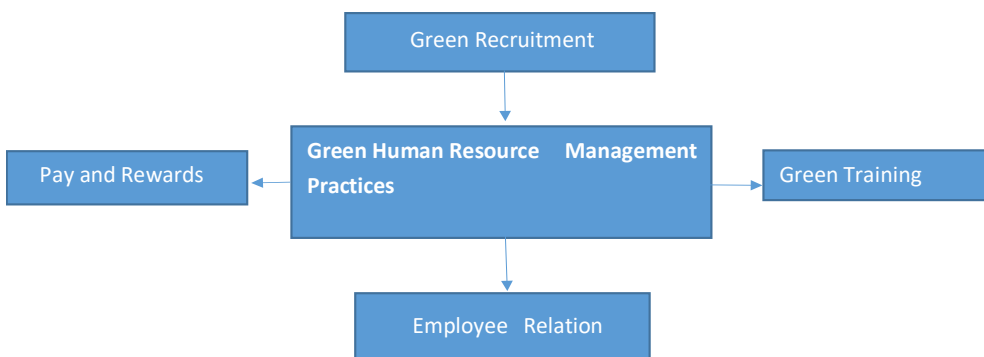 Green Recruitment
Green Human Resource Management
Practices
Pay and Rewards
Green Training
Employee Relation